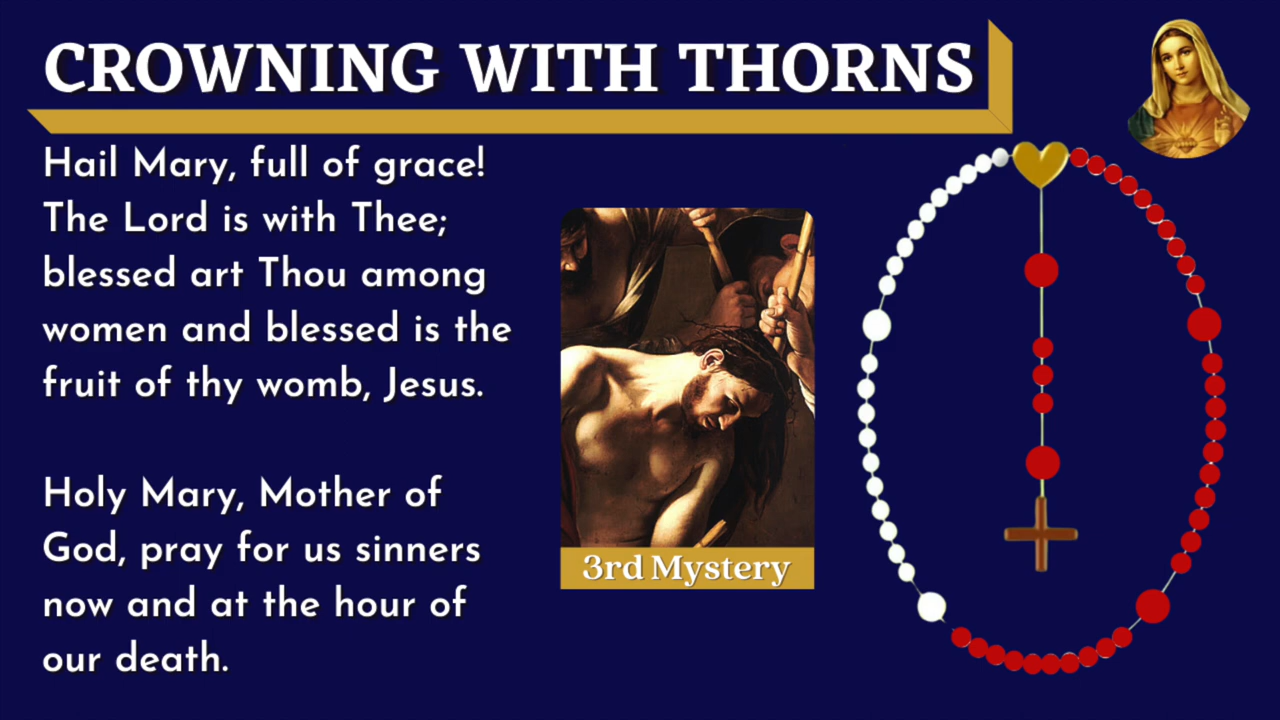 CROWNING WITH THORNS
Hail Mary, full of grace!
The Lord is with Thee;
blessed art Thou among
women and blessed is the
fruit of thy womb, Jesus.
Holy Mary, Mother of
God, pray for us sinners
now and at the hour of
our death.
3rd Mystery